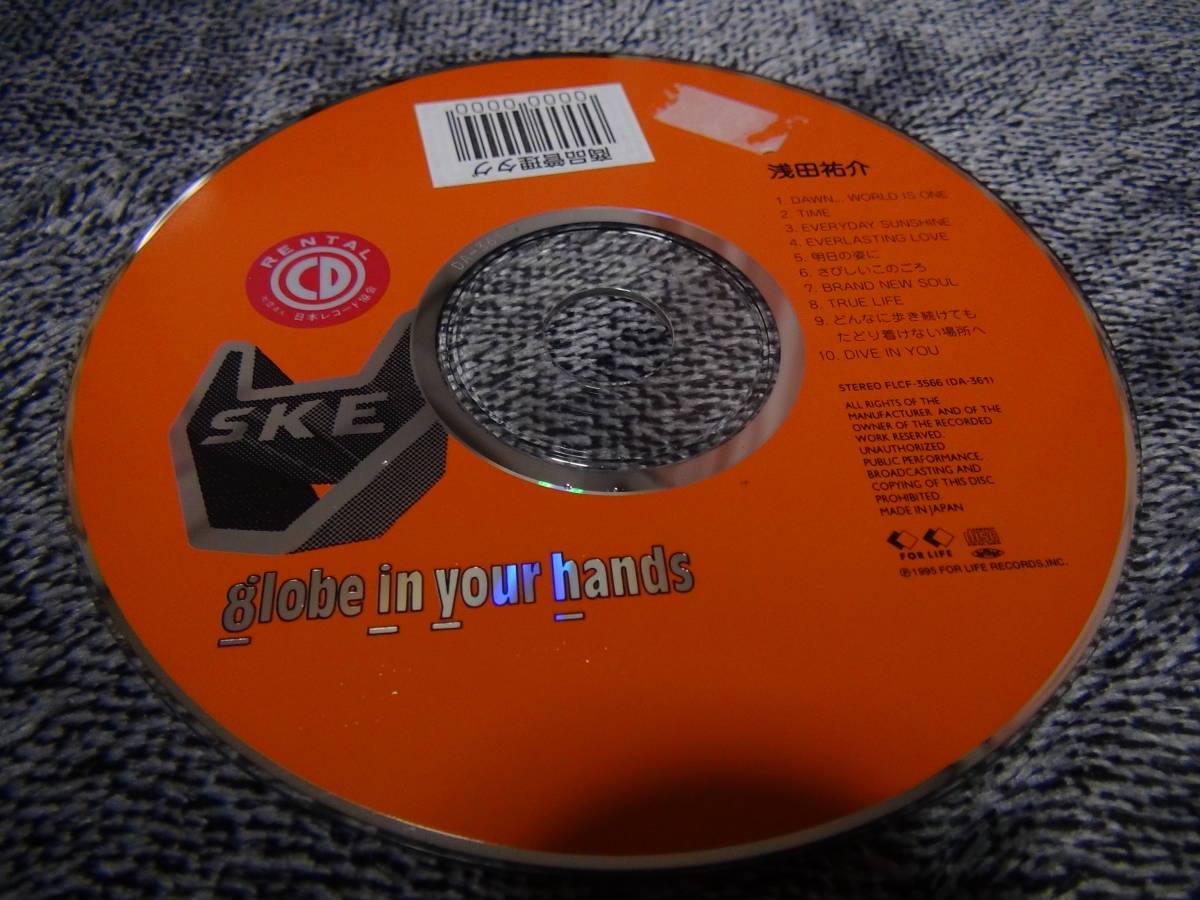 0000 0000
商品管理タグ
浅田祐介
1. DAWN... WORLD IS ONE
2. TIME
3. EVERYDAY SUNSHINE
4. EVERLASTING LOVE
5. 明日の姿に
6. さびしいこのごろ
7. BRAND NEW SOUL
8. TRUE LIFE
9. どんなに歩き続けても
たどり着けない場所へ
10. DIVE IN YOU
STEREO FLCF-3566 (DA-361)
ALL RIGHTS OF THE
MANUFACTURER AND OF THE
OWNER OF THE RECORDED
WORK RESERVED.
UNAUTHORIZED
PUBLIC PERFORMANCE,
BROADCASTING AND
COPYING OF THIS DISC
PROHIBITED.
MADE IN JAPAN
FOR LIFE
℗1995 FOR LIFE RECORDS,INC.
RENTAL
CD
日本レコード協会
SKE
globe in your hands